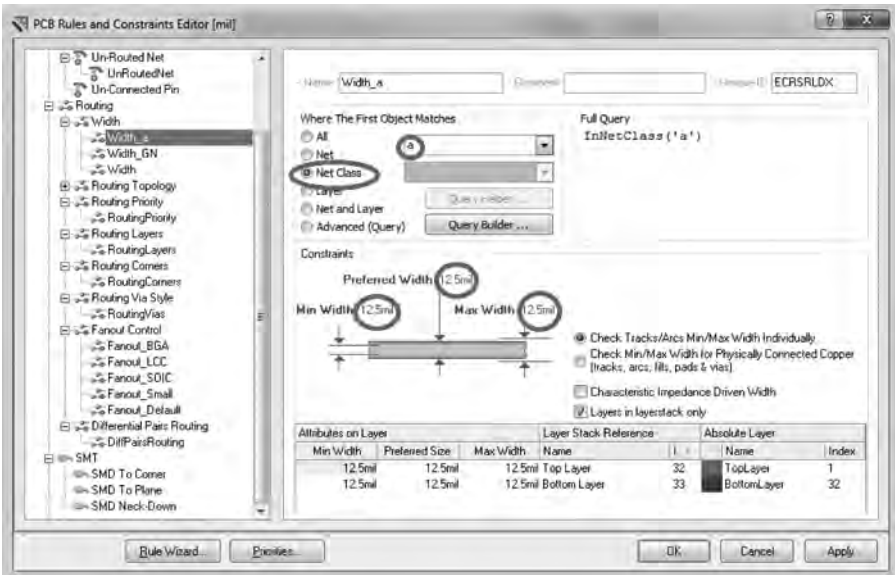 PCB Rules and Constraints Editor [mil]
Un-Routed Net
UnRoutedNet
Un-Connected Pin
Routing
Width
Width_a
Width_GN
Width
Routing Topology
Routing Priority
RoutingPriority
Routing Layers
RoutingLayers
Routing Corners
RoutingCorners
Routing Via Style
RoutingVias
Fanout Control
Fanout_BGA
Fanout_LCC
Fanout_SOIC
Fanout_Small
Fanout_Default
Differential Pairs Routing
DiffPairsRouting
SMT
SMD To Corner
SMD To Plane
SMD Neck-Down
Name Width_a Comment Unique ID ECRSRLDX
Where The First Object Matches
All
Net
Net Class
Layer
Net and Layer
Advanced (Query)
a
Query Helper ...
Query Builder ...
Full Query
InNetClass('a')
Constraints
Preferred Width 12.5mil
Min Width 12.5mil
Max Width 12.5mil
Check Tracks/Arcs Min/Max Width Individually
Check Min/Max Width for Physically Connected Copper
(tracks, arcs, fills, pads & vias)
Characteristic Impedance Driven Width
Layers in layerstack only
Attributes on Layer Layer Stack Reference Absolute Layer
Min Width Preferred Size Max Width Name I.. Name Index
12.5mil 12.5mil 12.5mil Top Layer 32 TopLayer 1
12.5mil 12.5mil 12.5mil Bottom Layer 33 BottomLayer 32
Rule Wizard... Priorities... OK Cancel Apply